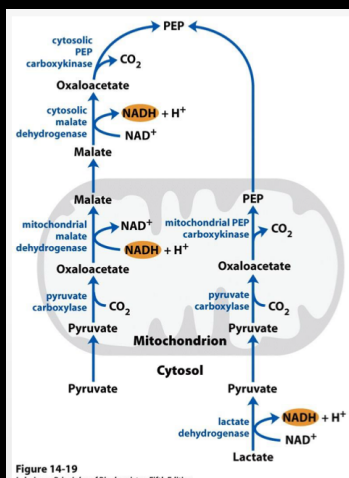 PEP
cytosolic
PEP
carboxykinase
CO2
Oxaloacetate
cytosolic
malate
dehydrogenase
NADH + H+
NAD+
Malate
Malate
mitochondrial
malate
dehydrogenase
NAD+
NADH + H+
Oxaloacetate
pyruvate
carboxylase
CO2
Pyruvate
Pyruvate
PEP
mitochondrial PEP
carboxykinase
CO2
Oxaloacetate
pyruvate
carboxylase
CO2
Pyruvate
Mitochondrion
Cytosol
Pyruvate
lactate
dehydrogenase
NADH + H+
NAD+
Lactate
Figure 14-19